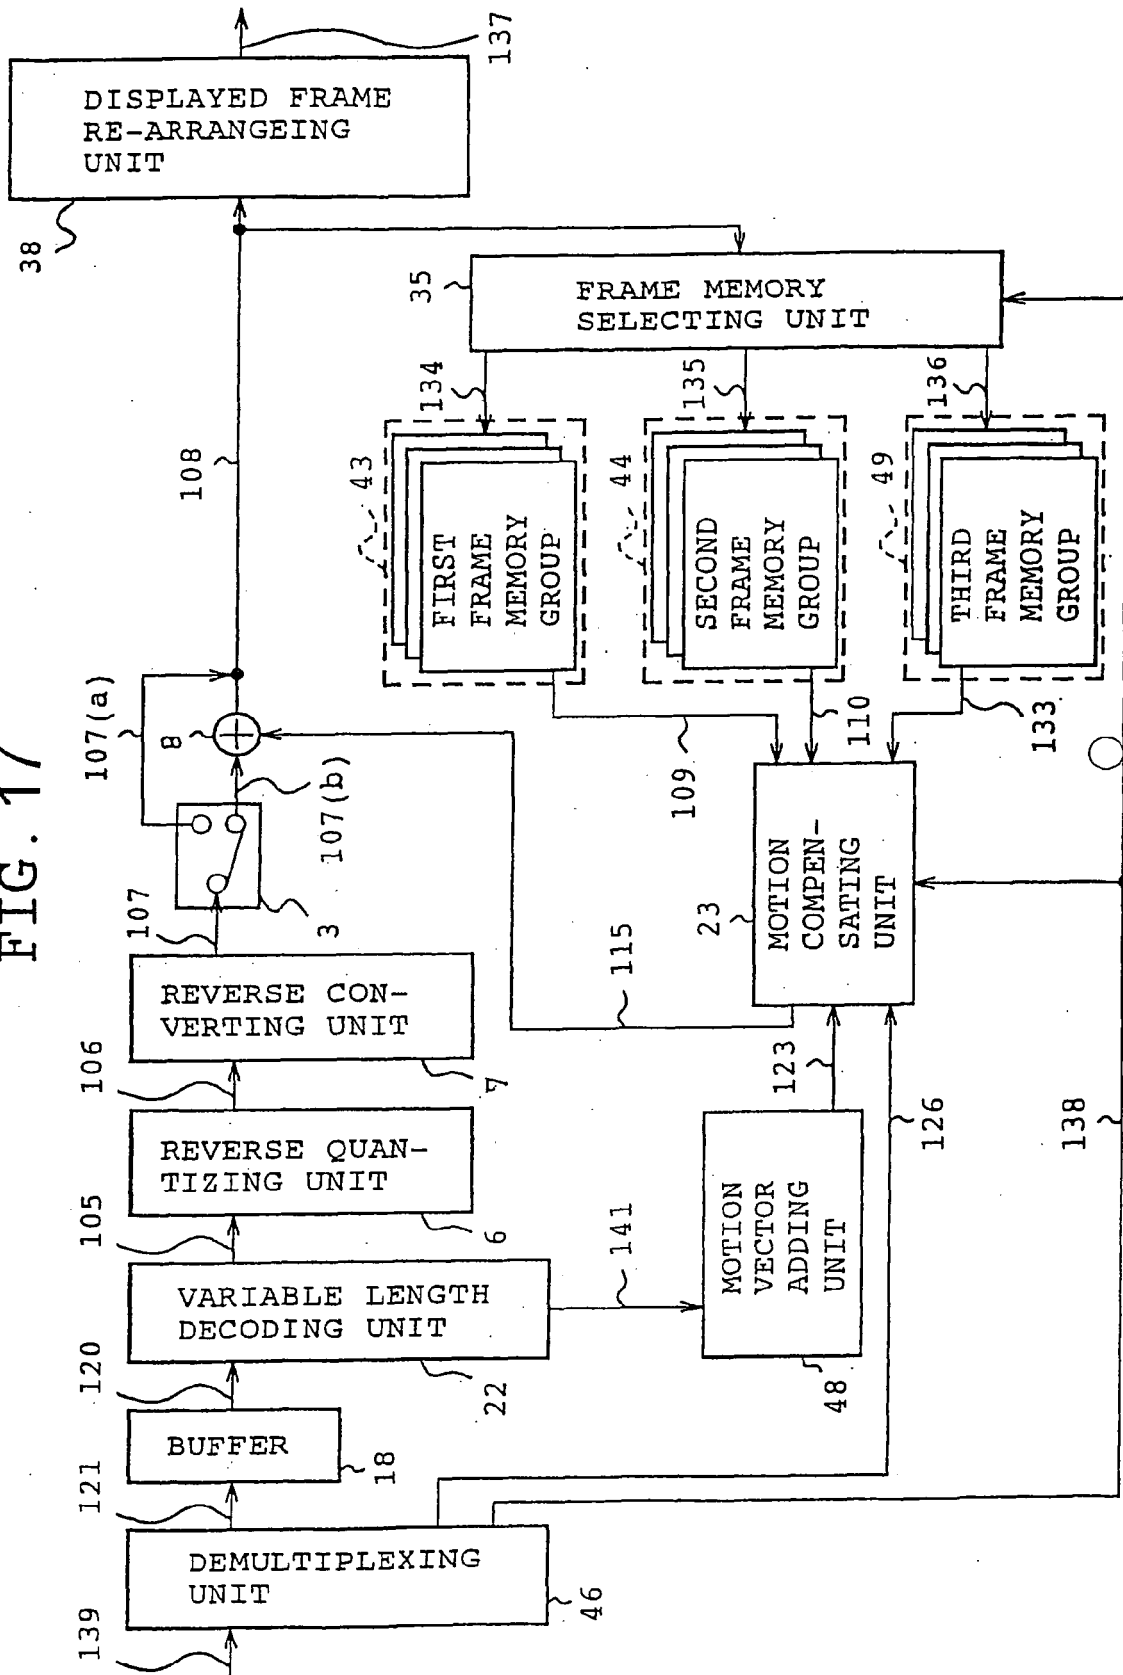 FIG. 17
139
DEMULTIPLEXING
UNIT
46
121
BUFFER
18
120
VARIABLE LENGTH
DECODING UNIT
22
105
REVERSE QUAN-
TIZING UNIT
6
106
REVERSE CON-
VERTING UNIT
7
107
3
107(a)
107(b)
8
108
DISPLAYED FRAME
RE-ARRANGEING
UNIT
38
137
35
FRAME MEMORY
SELECTING UNIT
134
135
136
43
FIRST
FRAME
MEMORY
GROUP
44
SECOND
FRAME
MEMORY
GROUP
49
THIRD
FRAME
MEMORY
GROUP
109
110
133
115
23
MOTION
COMPEN-
SATING
UNIT
123
126
141
MOTION
VECTOR
ADDING
UNIT
48
138